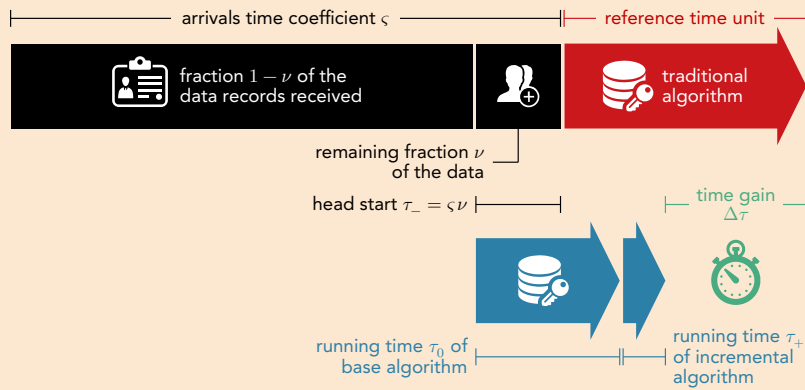 arrivals time coefficient ς
reference time unit
fraction 1 − ν of the
data records received
traditional
algorithm
remaining fraction ν
of the data
head start τ₋ = ςν
time gain
Δτ
running time τ₀ of
base algorithm
running time τ₊
of incremental
algorithm